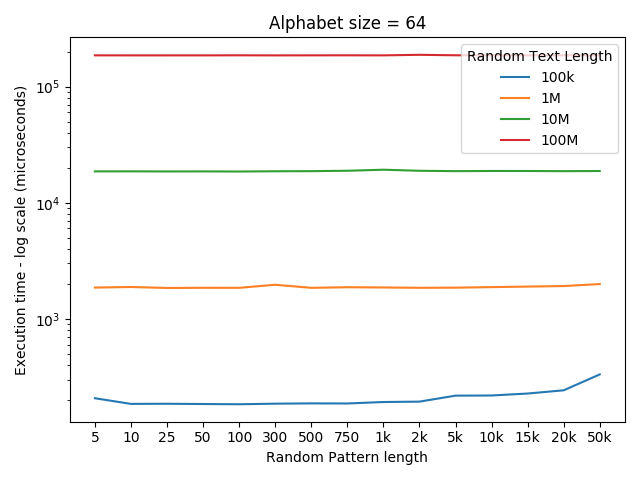 Alphabet size = 64
Execution time - log scale (microseconds)
10^5
10^4
10^3
Random Text Length
100k
1M
10M
100M
5 10 25 50 100 300 500 750 1k 2k 5k 10k 15k 20k 50k
Random Pattern length